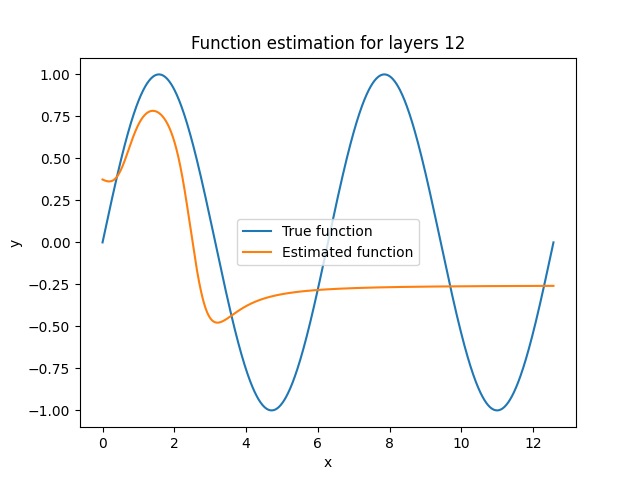 Function estimation for layers 12
1.00
0.75
0.50
0.25
0.00
−0.25
−0.50
−0.75
−1.00
y
True function
Estimated function
0 2 4 6 8 10 12
x